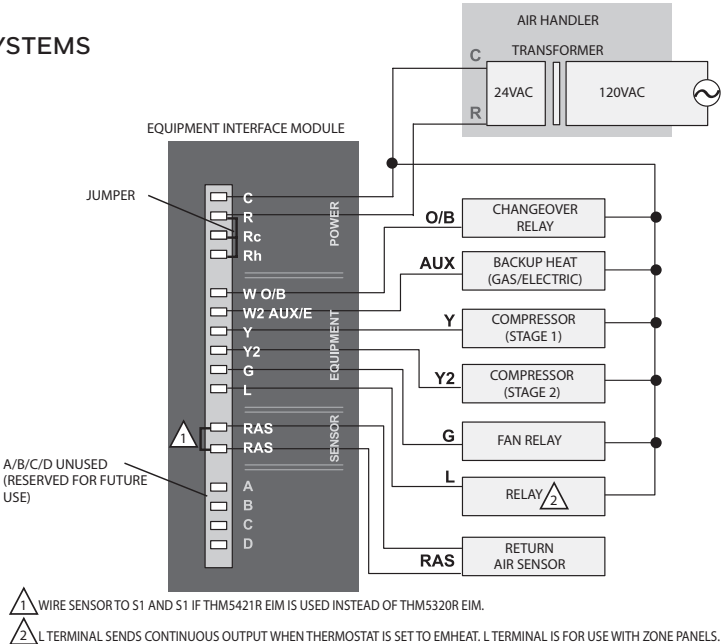 YSTEMS
AIR HANDLER
TRANSFORMER
C
24VAC
120VAC
R
EQUIPMENT INTERFACE MODULE
JUMPER
C
R
Rc
Rh
POWER
W O/B
W2 AUX/E
Y
Y2
G
L
EQUIPMENT
RAS
RAS
SENSOR
A
B
C
D
1
A/B/C/D UNUSED
(RESERVED FOR FUTURE
USE)
O/B
CHANGEOVER
RELAY
AUX
BACKUP HEAT
(GAS/ELECTRIC)
Y
COMPRESSOR
(STAGE 1)
Y2
COMPRESSOR
(STAGE 2)
G
FAN RELAY
L
RELAY 2
RAS
RETURN
AIR SENSOR
1 WIRE SENSOR TO S1 AND S1 IF THM5421R EIM IS USED INSTEAD OF THM5320R EIM.
2 L TERMINAL SENDS CONTINUOUS OUTPUT WHEN THERMOSTAT IS SET TO EMHEAT. L TERMINAL IS FOR USE WITH ZONE PANELS.